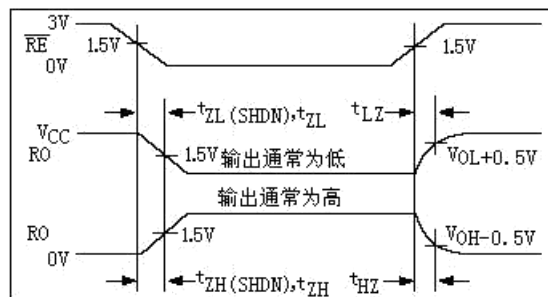 3V
RE 1.5V 1.5V
0V
tZL(SHDN),tZL tLZ
VCC
RO 1.5V 输出通常为低 VOL+0.5V
输出通常为高
RO 1.5V VOH-0.5V
0V
tZH(SHDN),tZH tHZ